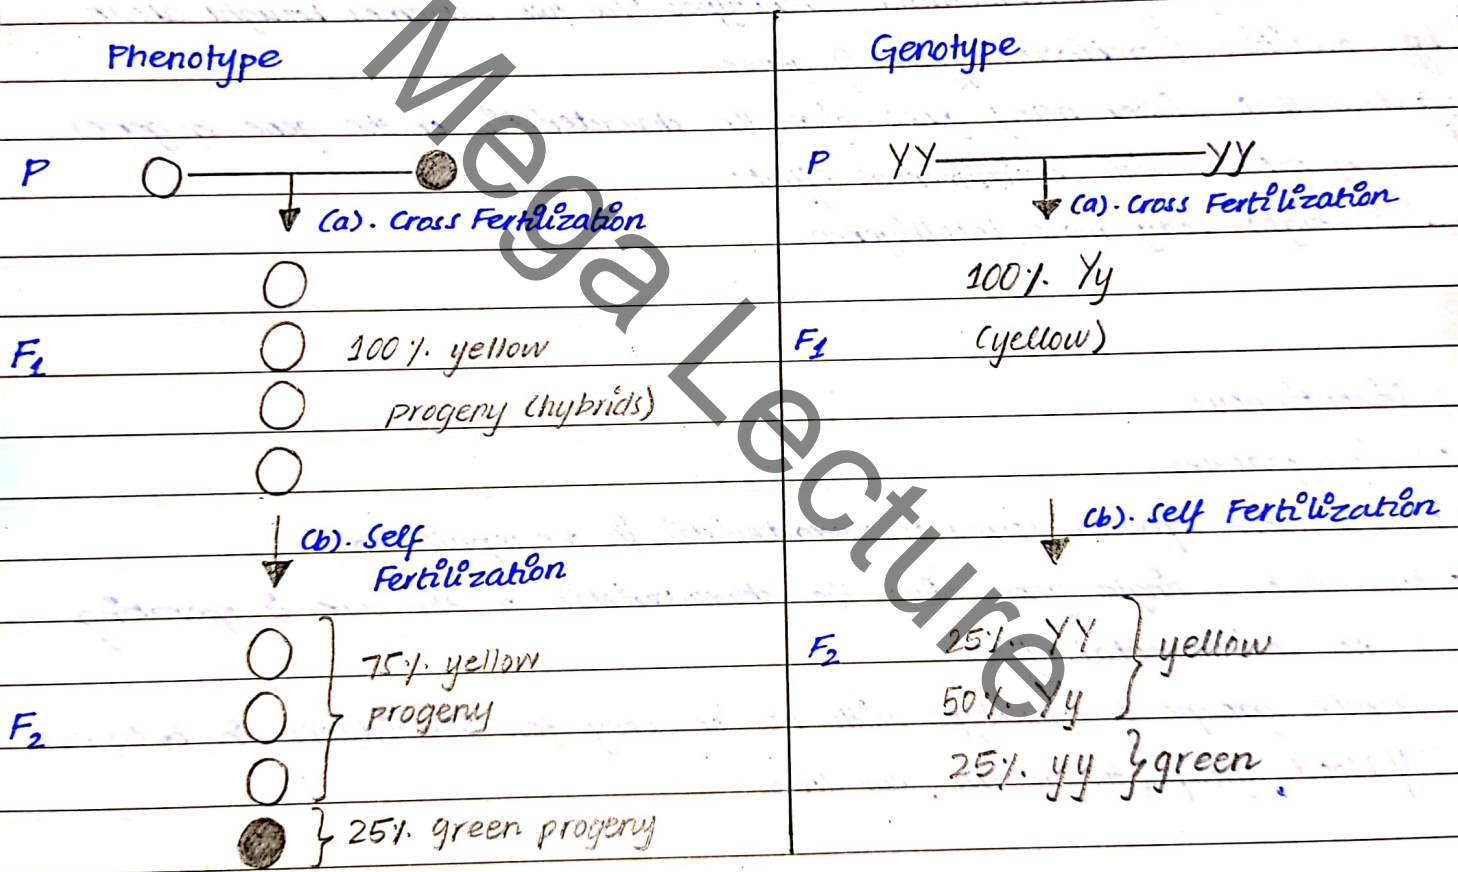 Phenotype
P
(a). Cross Fertilization
F1
100 %. yellow
progeny (hybrids)
(b). Self
Fertilization
F2
75 %. yellow
progeny
25 %. green progeny
Genotype
P YY yy
(a). Cross Fertilization
100 %. Yy
F1 (yellow)
(b). Self Fertilization
F2 25 %. YY yellow
50 %. Yy
25 %. yy green
Mega Lecture